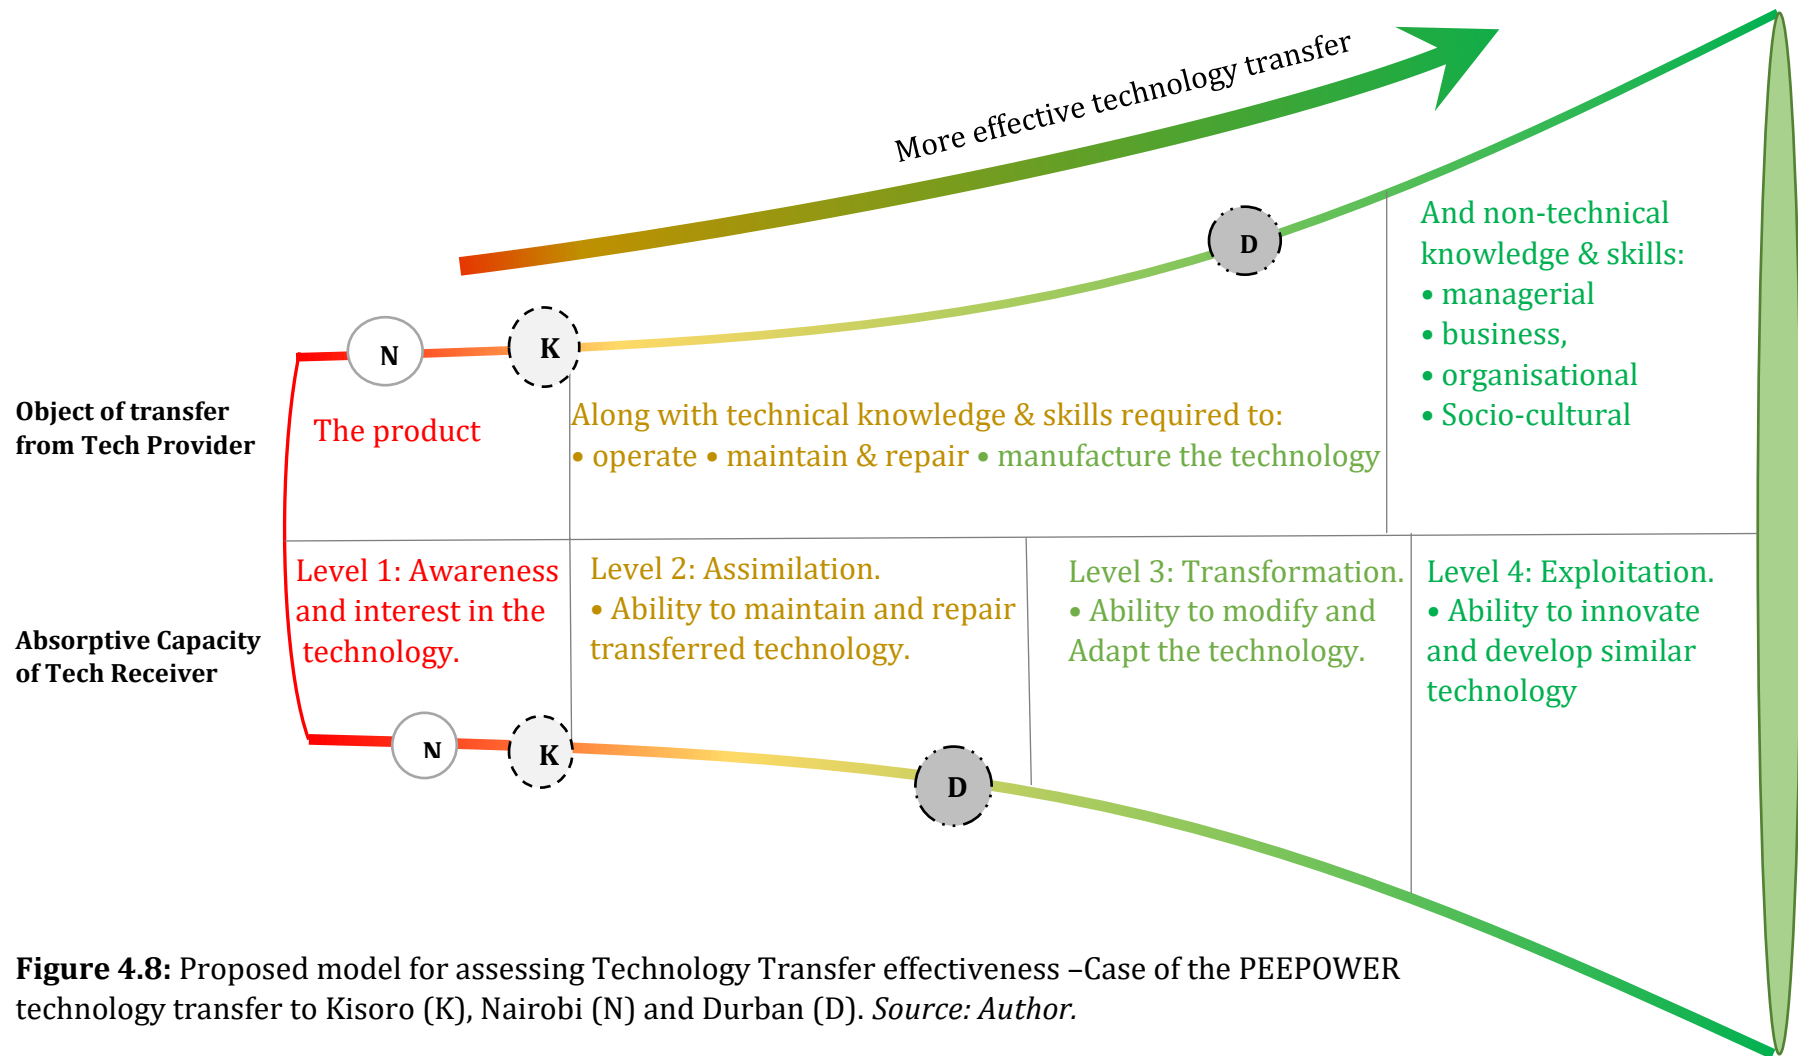 More effective technology transfer
N
K
D
Object of transfer
from Tech Provider
The product
Along with technical knowledge & skills required to:
• operate • maintain & repair • manufacture the technology
And non-technical
knowledge & skills:
• managerial
• business,
• organisational
• Socio-cultural
Absorptive Capacity
of Tech Receiver
Level 1: Awareness
and interest in the
technology.
Level 2: Assimilation.
• Ability to maintain and repair
transferred technology.
Level 3: Transformation.
• Ability to modify and
Adapt the technology.
Level 4: Exploitation.
• Ability to innovate
and develop similar
technology
N
K
D
Figure 4.8: Proposed model for assessing Technology Transfer effectiveness –Case of the PEEPOWER
technology transfer to Kisoro (K), Nairobi (N) and Durban (D). Source: Author.